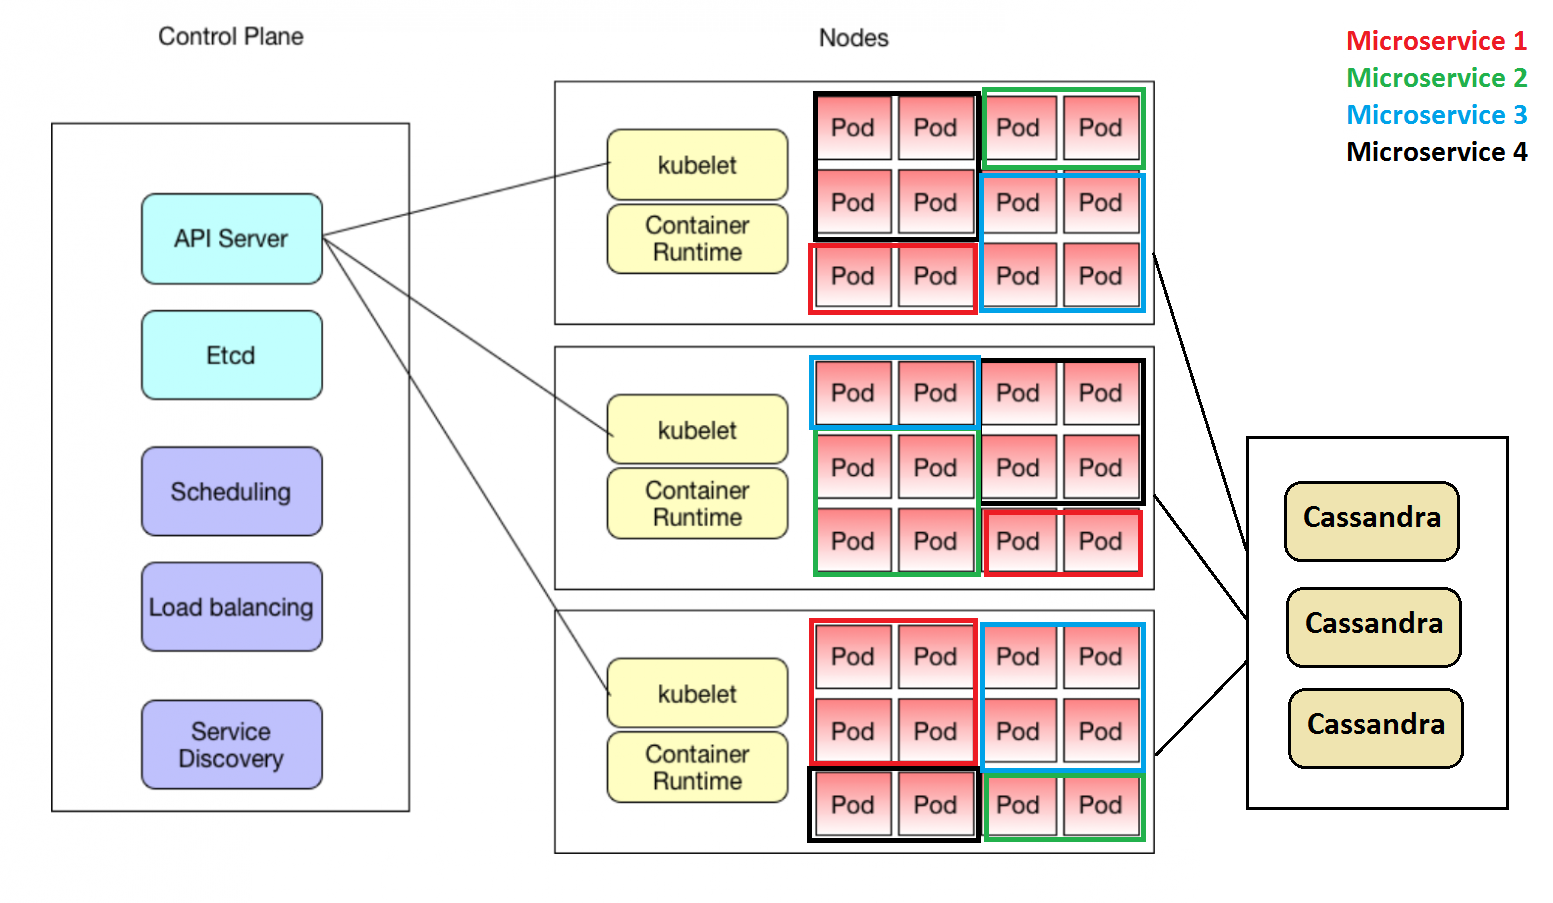 Control Plane
Nodes
Microservice 1
Microservice 2
Microservice 3
Microservice 4
API Server
Etcd
Scheduling
Load balancing
Service
Discovery
kubelet
Container
Runtime
Pod Pod Pod Pod
Pod Pod Pod Pod
Pod Pod Pod Pod
kubelet
Container
Runtime
Pod Pod Pod Pod
Pod Pod Pod Pod
Pod Pod Pod Pod
kubelet
Container
Runtime
Pod Pod Pod Pod
Pod Pod Pod Pod
Pod Pod Pod Pod
Cassandra
Cassandra
Cassandra